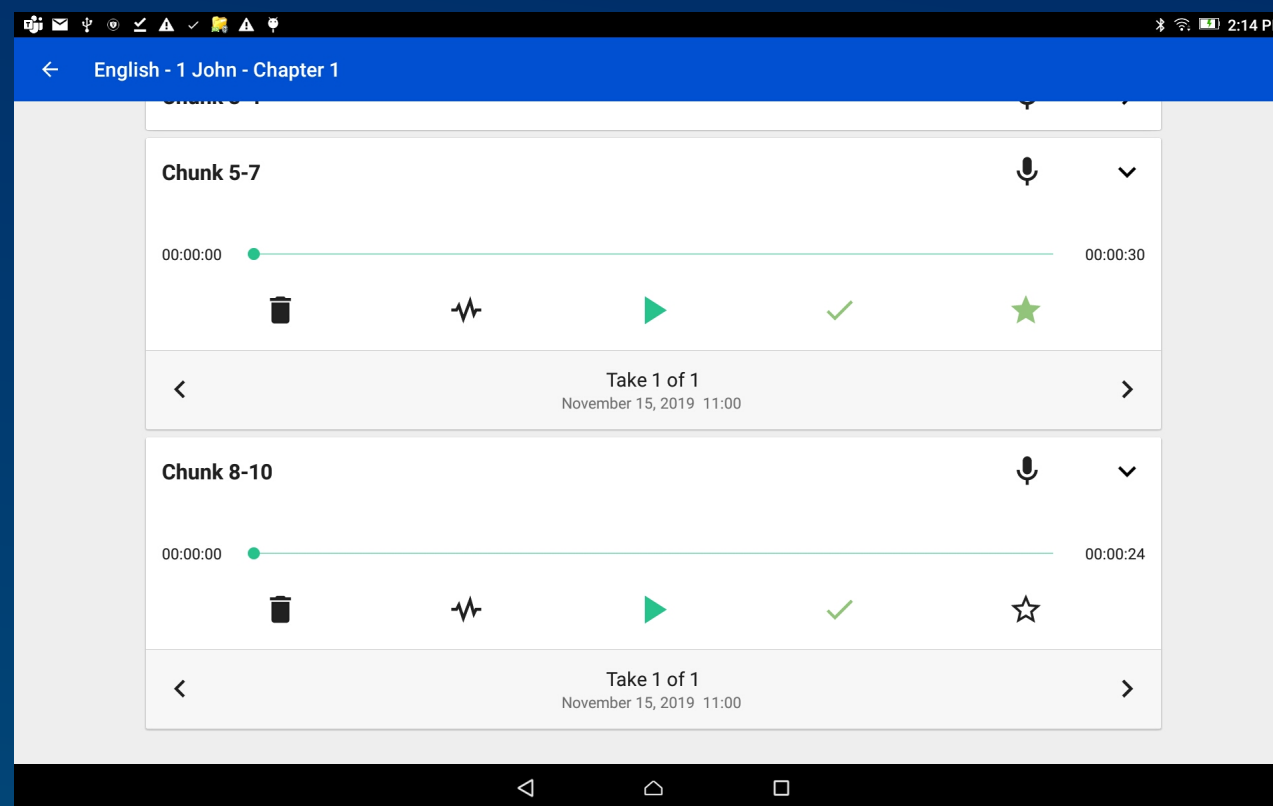 2:14 P
English - 1 John - Chapter 1
Chunk 5-7
00:00:00
00:00:30
Take 1 of 1
November 15, 2019 11:00
Chunk 8-10
00:00:00
00:00:24
Take 1 of 1
November 15, 2019 11:00